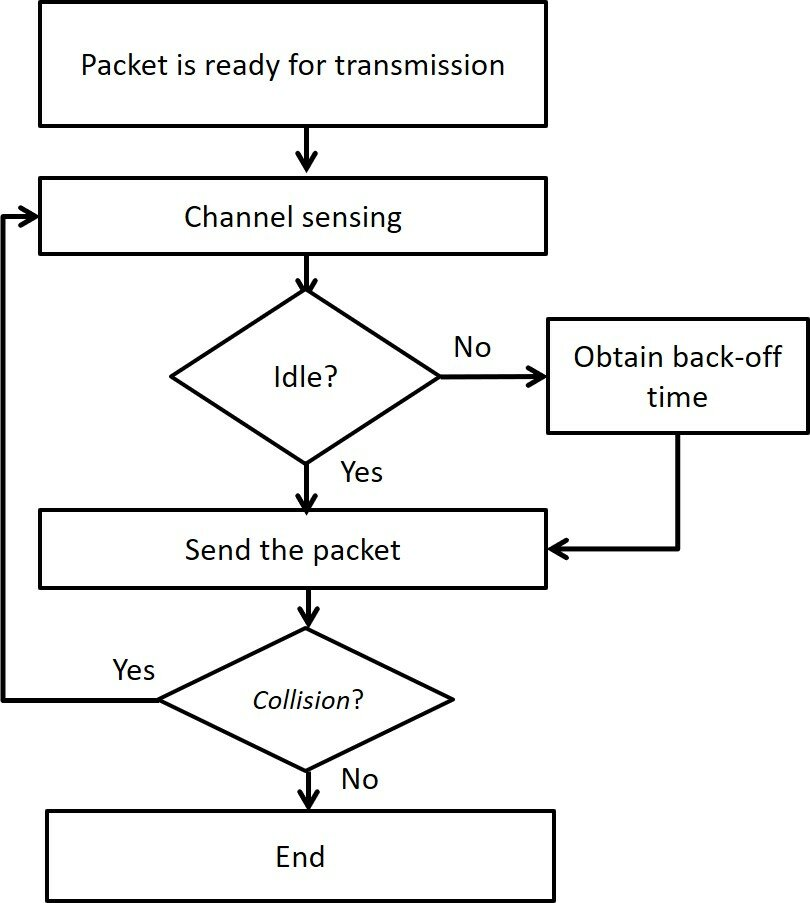 Packet is ready for transmission
Channel sensing
Idle?
No
Obtain back-off
time
Yes
Send the packet
Yes
Collision?
No
End